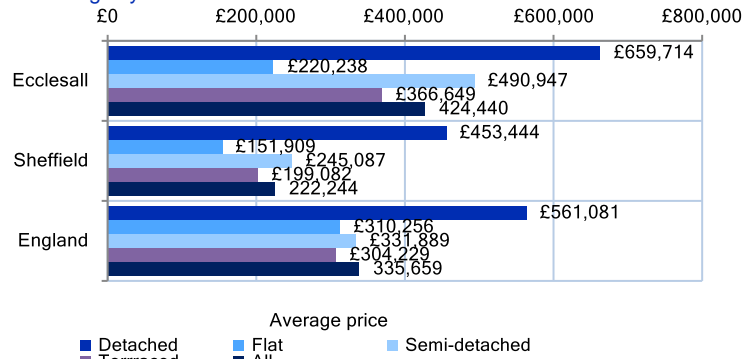 £0 £200,000 £400,000 £600,000 £800,000
£659,714
£220,238
Ecclesall £490,947
£366,649
424,440
£453,444
£151,909
Sheffield £245,087
£199,082
222,244
£561,081
£310,256
England £331,889
£304,229
335,659
Average price
Detached Flat Semi-detached
All